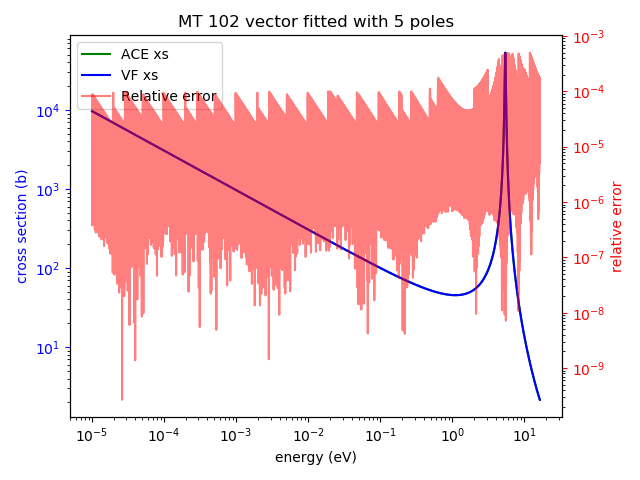 MT 102 vector fitted with 5 poles
ACE xs
VF xs
Relative error
cross section (b)
10^4
10^3
10^2
10^1
relative error
10^-3
10^-4
10^-5
10^-6
10^-7
10^-8
10^-9
10^-5 10^-4 10^-3 10^-2 10^-1 10^0 10^1
energy (eV)